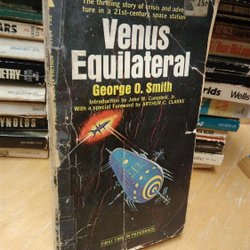 The thrilling story of crisis and adven-
ture in a 21st-century space station
Venus
Equilateral
George O. Smith
Introduction by John W. Campbell, Jr.
With a special Foreword by ARTHUR C. CLARKE
FIRST TIME IN PAPERBACK
Wells